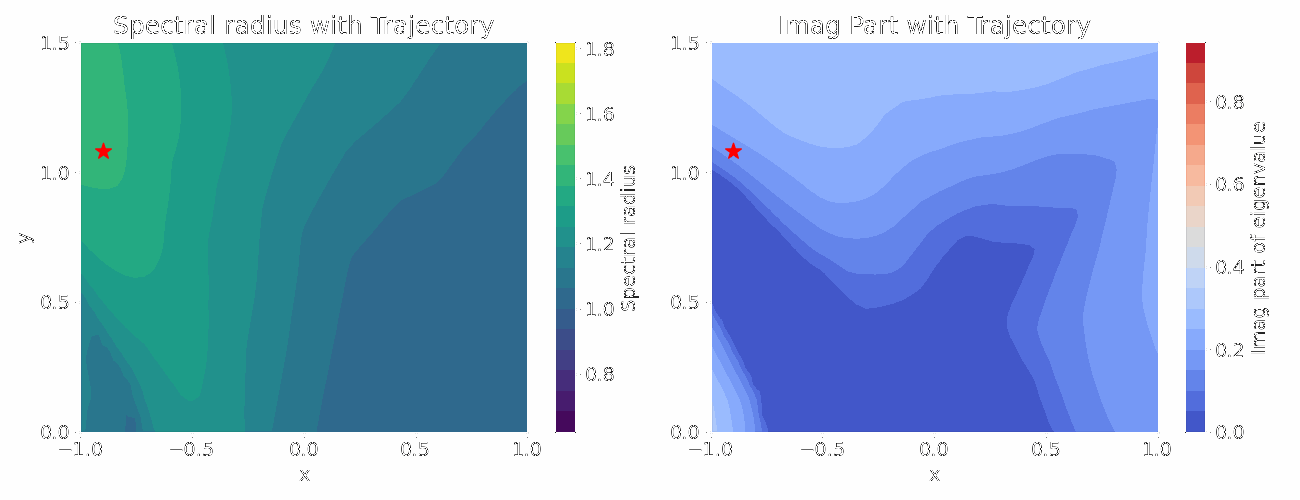 Spectral radius with Trajectory
1.5
1.0
0.5
0.0
y
−1.0 −0.5 0.0 0.5 1.0
x
1.8
1.6
1.4
1.2
1.0
0.8
Spectral radius
Imag Part with Trajectory
1.5
1.0
0.5
0.0
−1.0 −0.5 0.0 0.5 1.0
x
0.8
0.6
0.4
0.2
0.0
Imag part of eigenvalue